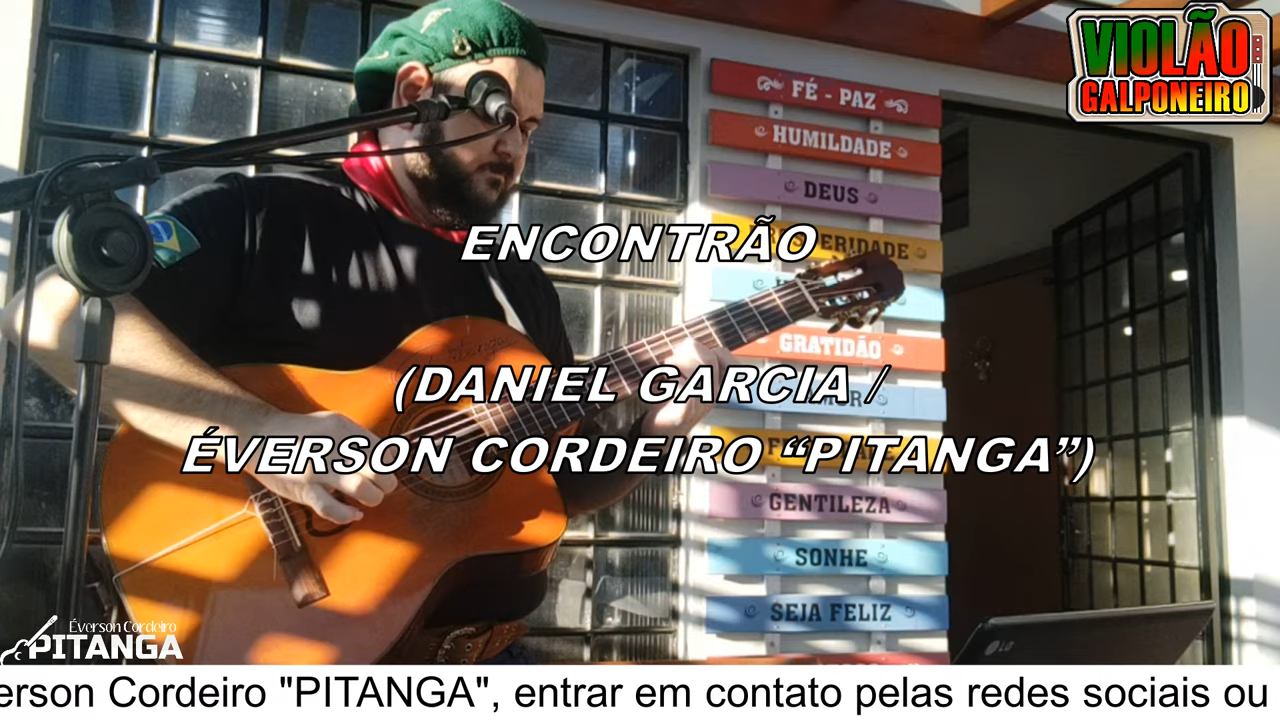 VIOLÃO
GALPONEIRO
FÉ - PAZ
HUMILDADE
DEUS
ENCONTRÃO
GRATIDÃO
(DANIEL GARCIA /
ÉVERSON CORDEIRO “PITANGA”)
GENTILEZA
SONHE
SEJA FELIZ
LG
Éverson Cordeiro
PITANGA
erson Cordeiro "PITANGA", entrar em contato pelas redes sociais ou